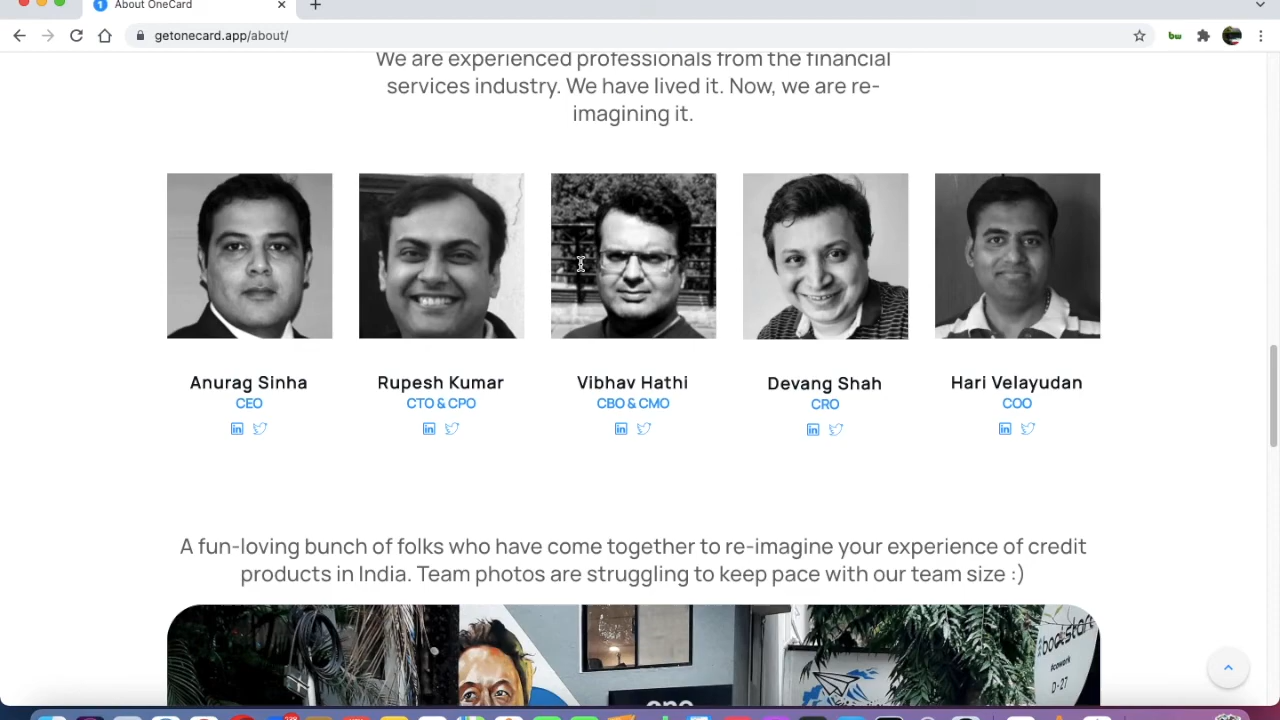 About OneCard
getonecard.app/about/
We are experienced professionals from the financial
services industry. We have lived it. Now, we are re-
imagining it.
Anurag Sinha
CEO
Rupesh Kumar
CTO & CPO
Vibhav Hathi
CBO & CMO
Devang Shah
CRO
Hari Velayudan
COO
A fun-loving bunch of folks who have come together to re-imagine your experience of credit
products in India. Team photos are struggling to keep pace with our team size :)
one
D-27